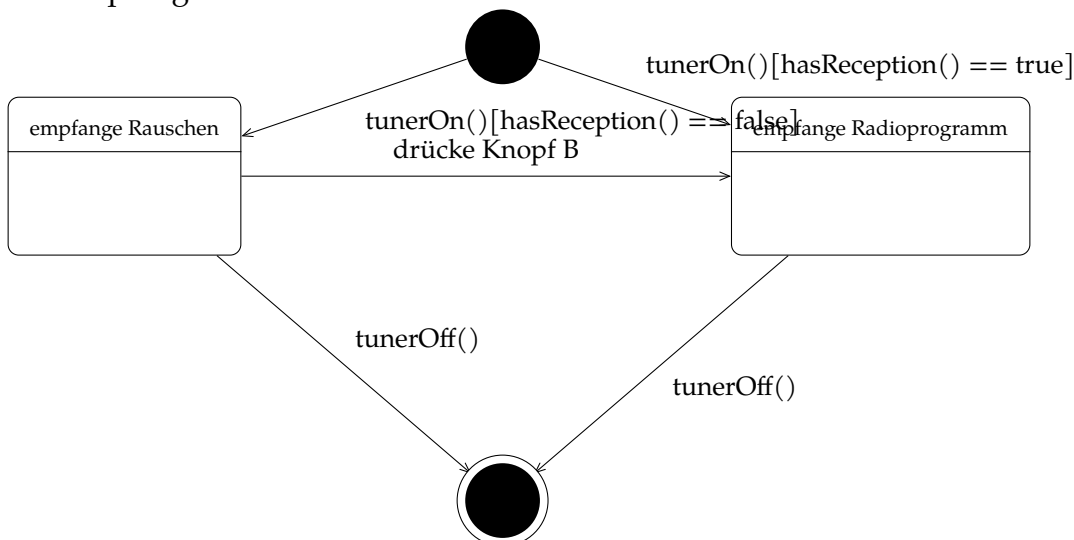 tunerOn()[hasReception() == true]
empfange Rauschen
tunerOn()[hasReception() == false]
empfange Radioprogramm
drücke Knopf B
tunerOff()
tunerOff()